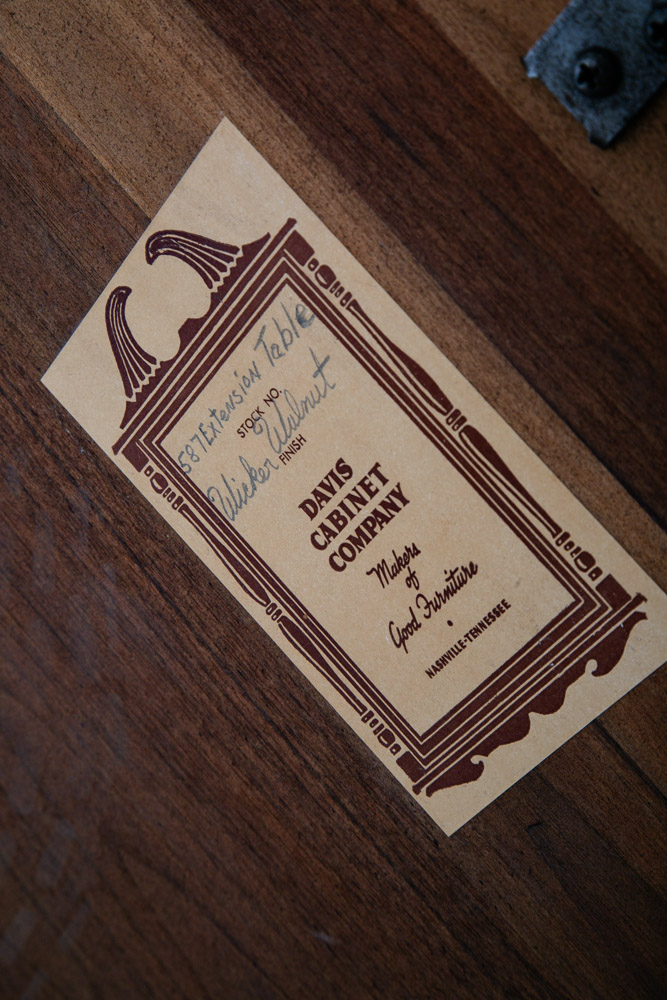 587 Extension Table
STOCK NO.
Wicker Walnut
FINISH
DAVIS
CABINET
COMPANY
Makers
of
Good Furniture
NASHVILLE-TENNESSEE